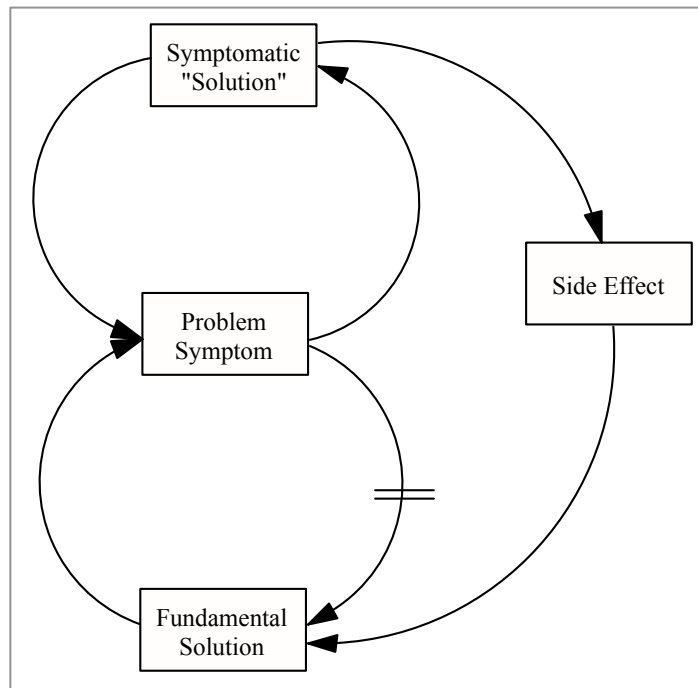 Symptomatic
"Solution"
Side Effect
Problem
Symptom
Fundamental
Solution